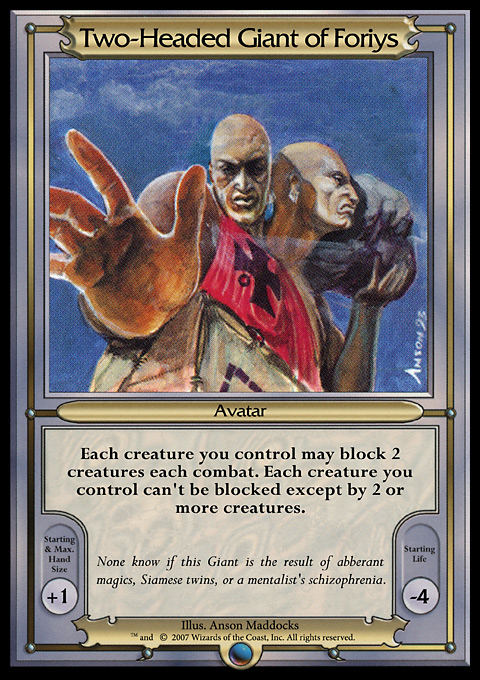 Two-Headed Giant of Foriys
ANSON 93
Avatar
Each creature you control may block 2
creatures each combat. Each creature you
control can't be blocked except by 2 or
more creatures.
Starting
& Max.
Hand
Size
+1
None know if this Giant is the result of abberant
magics, Siamese twins, or a mentalist's schizophrenia.
Starting
Life
-4
Illus. Anson Maddocks
™ and © 2007 Wizards of the Coast, Inc. All rights reserved.